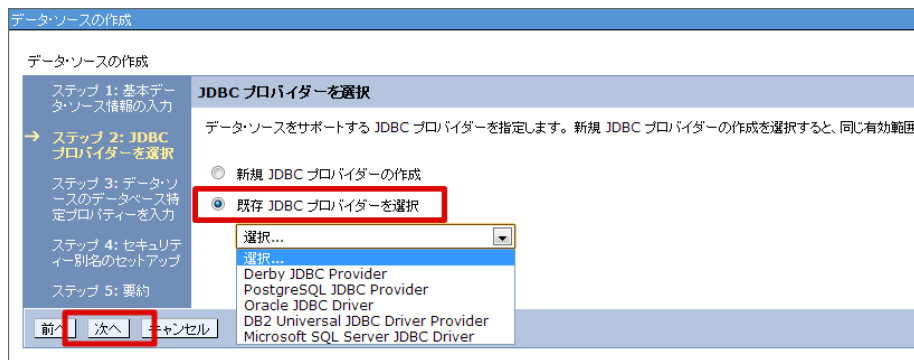 データ・ソースの作成
データ・ソースの作成
ステップ 1: 基本デー
タ・ソース情報の入力
→ ステップ 2: JDBC
プロバイダーを選択
ステップ 3: データ・ソ
ースのデータベース特
定プロパティーを入力
ステップ 4: セキュリテ
ィー別名のセットアップ
ステップ 5: 要約
JDBC プロバイダーを選択
データ・ソースをサポートする JDBC プロバイダーを指定します。新規 JDBC プロバイダーの作成を選択すると、同じ有効範囲
新規 JDBC プロバイダーの作成
既存 JDBC プロバイダーを選択
選択...
選択...
Derby JDBC Provider
PostgreSQL JDBC Provider
Oracle JDBC Driver
DB2 Universal JDBC Driver Provider
Microsoft SQL Server JDBC Driver
前へ 次へ キャンセル